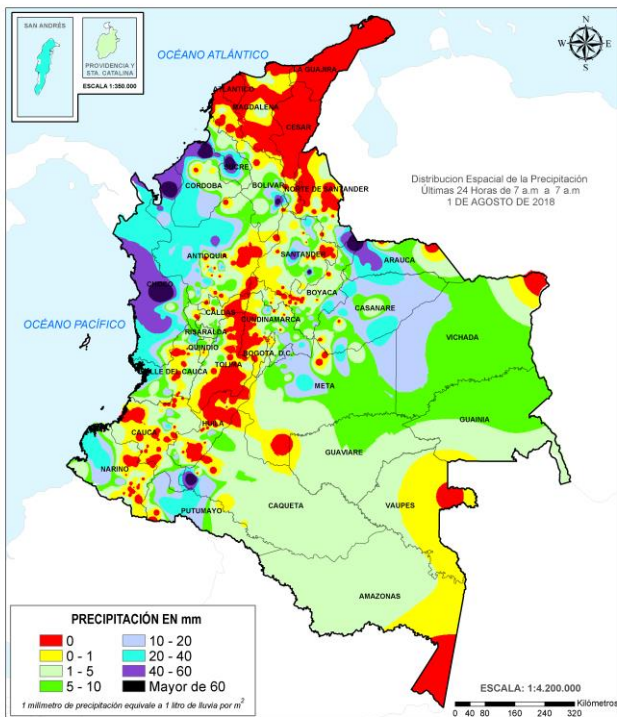 SAN ANDRÉS
PROVIDENCIA Y
STA. CATALINA
ESCALA 1:350.000
OCÉANO ATLÁNTICO
N
W
E
S
LA GUAJIRA
ATLANTICO
MAGDALENA
CESAR
SUCRE
CORDOBA
BOLIVAR
NORTE DE SANTANDER
Distribucion Espacial de la Precipitación
Últimas 24 Horas de 7 a.m a 7 a.m
1 DE AGOSTO DE 2018
ANTIOQUIA
SANTANDER
ARAUCA
CHOCO
BOYACA
CASANARE
OCÉANO PACÍFICO
CALDAS
CUNDINAMARCA
RISARALDA
VICHADA
QUINDIO
BOGOTA, D.C.
TOLIMA
VALLE DEL CAUCA
META
GUAINIA
CAUCA
HUILA
GUAVIARE
NARIÑO
CAQUETA
VAUPES
PUTUMAYO
AMAZONAS
PRECIPITACIÓN EN mm
0
10 - 20
0 - 1
20 - 40
1 - 5
40 - 60
5 - 10
Mayor de 60
1 milimetro de precipitación equivale a 1 litro de lluvia por m²
ESCALA: 1:4.200.000
Kilómetros
0 40 80 160 240 320